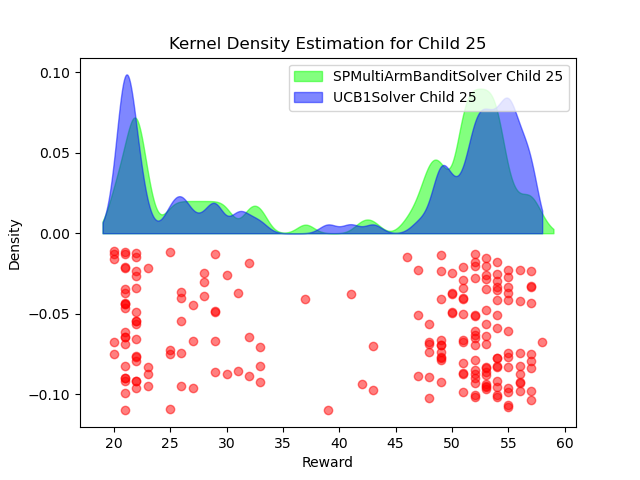 Kernel Density Estimation for Child 25
SPMultiArmBanditSolver Child 25
UCB1Solver Child 25
Density
0.10
0.05
0.00
−0.05
−0.10
20 25 30 35 40 45 50 55 60
Reward